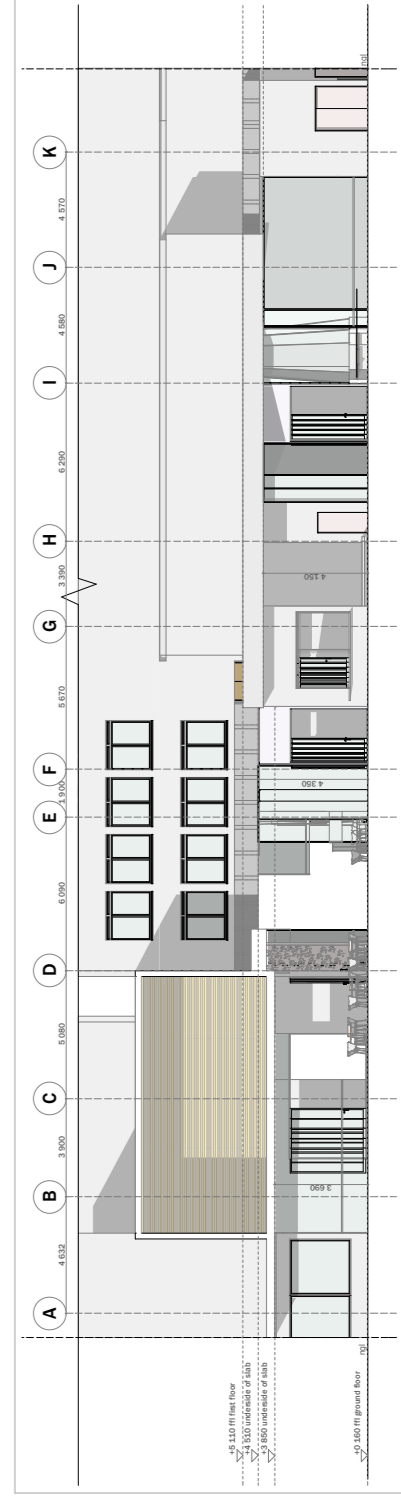 A B C D E F G H I J K
4 632 3 900 5 080 6 090 1 900 5 670 3 390 6 290 4 580 4 570
+5 110 ffl first floor
+4 510 underside of slab
+3 850 underside of slab
3 690
4 350
4 150
+0 160 ffl ground floor
ngl
ngl